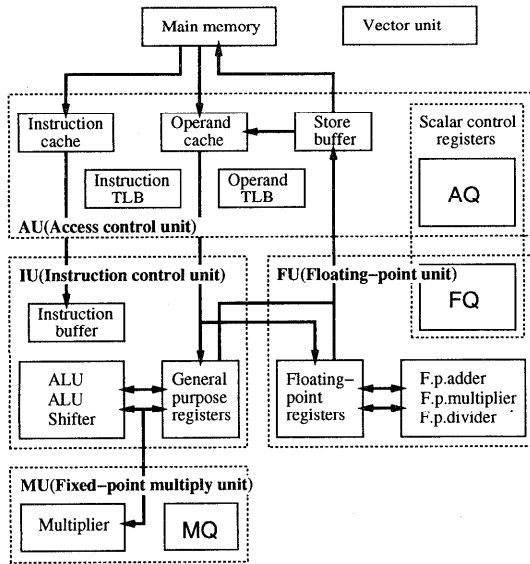 Main memory
Vector unit
Instruction
cache
Operand
cache
Store
buffer
Scalar control
registers
Instruction
TLB
Operand
TLB
AQ
AU(Access control unit)
IU(Instruction control unit)
FU(Floating-point unit)
FQ
Instruction
buffer
ALU
ALU
Shifter
General
purpose
registers
Floating-
point
registers
F.p.adder
F.p.multiplier
F.p.divider
MU(Fixed-point multiply unit)
Multiplier
MQ